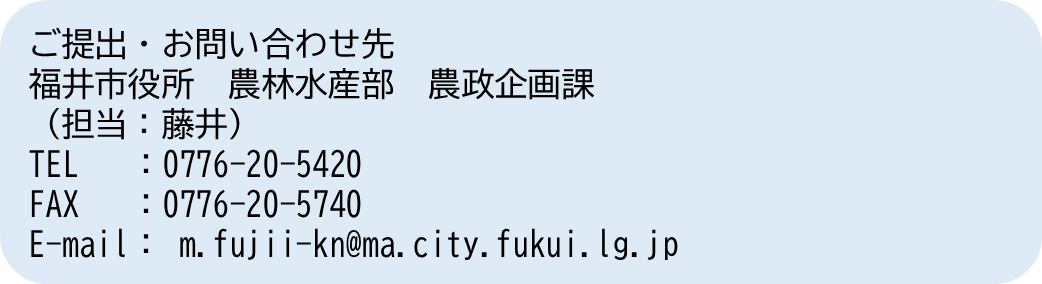 ご提出・お問い合わせ先
福井市役所　農林水産部　農政企画課
（担当：藤井）
TEL　　：0776-20-5420
FAX　　：0776-20-5740
E-mail： m.fujii-kn@ma.city.fukui.lg.jp